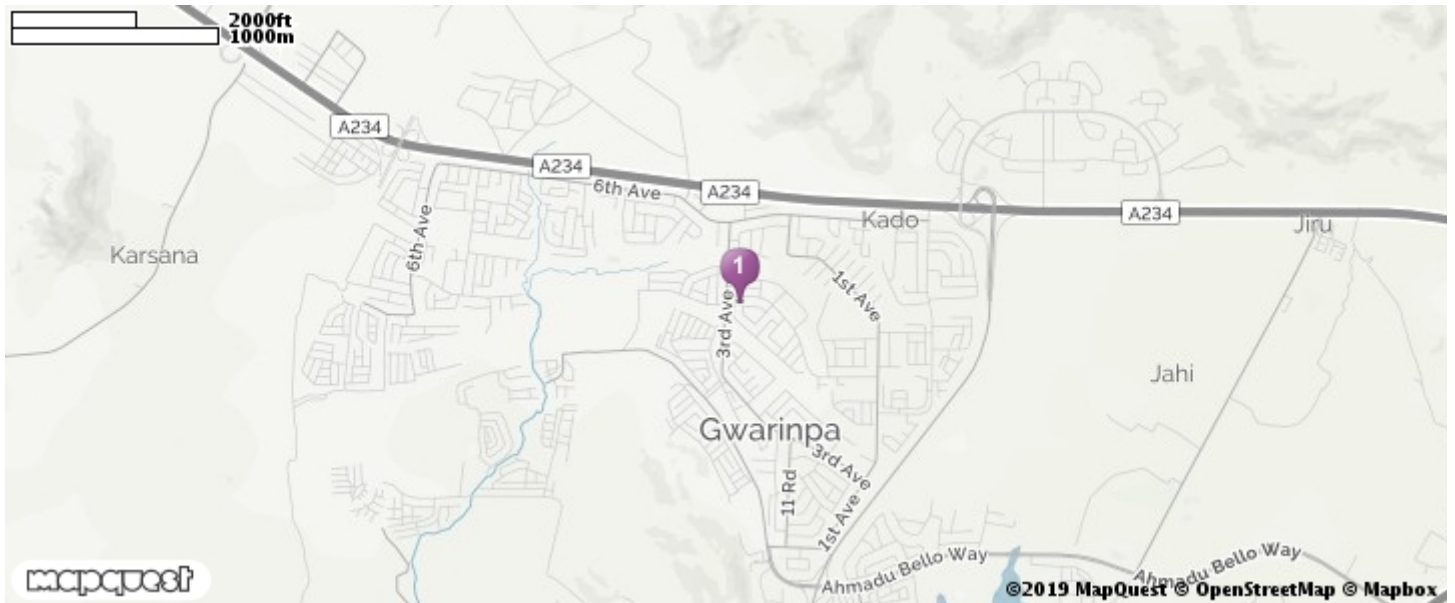 2000ft
1000m
A234
A234
6th Ave
A234
A234
Kado
Jiru
6th Ave
Karsana
1
1st Ave
3rd Ave
Jahi
Gwarinpa
3rd Ave
11 Rd
1st Ave
Ahmadu Bello Way
Ahmadu Bello Way
mapquest
©2019 MapQuest © OpenStreetMap © Mapbox